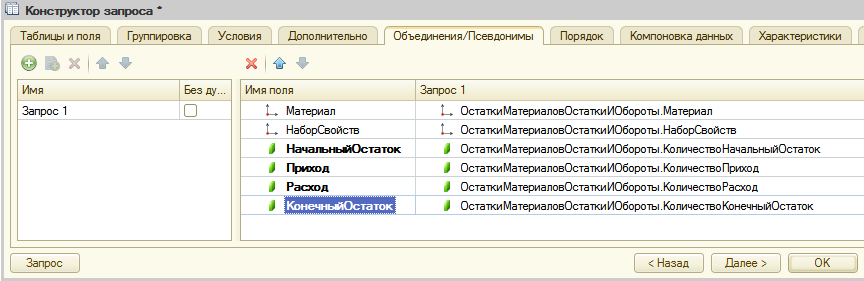 Конструктор запроса *
Таблицы и поля Группировка Условия Дополнительно Объединения/Псевдонимы Порядок Компоновка данных Характеристики
Имя Без ду... Имя поля Запрос 1
Запрос 1 Материал ОстаткиМатериаловОстаткиИОбороты.Материал
НаборСвойств ОстаткиМатериаловОстаткиИОбороты.НаборСвойств
НачальныйОстаток ОстаткиМатериаловОстаткиИОбороты.КоличествоНачальныйОстаток
Приход ОстаткиМатериаловОстаткиИОбороты.КоличествоПриход
Расход ОстаткиМатериаловОстаткиИОбороты.КоличествоРасход
КонечныйОстаток ОстаткиМатериаловОстаткиИОбороты.КоличествоКонечныйОстаток
Запрос < Назад Далее > OK